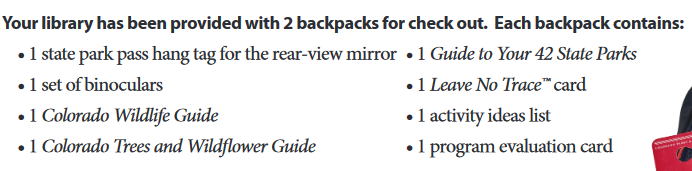 Your library has been provided with 2 backpacks for check out. Each backpack contains:
• 1 state park pass hang tag for the rear-view mirror
• 1 set of binoculars
• 1 Colorado Wildlife Guide
• 1 Colorado Trees and Wildflower Guide
• 1 Guide to Your 42 State Parks
• 1 Leave No Trace™ card
• 1 activity ideas list
• 1 program evaluation card